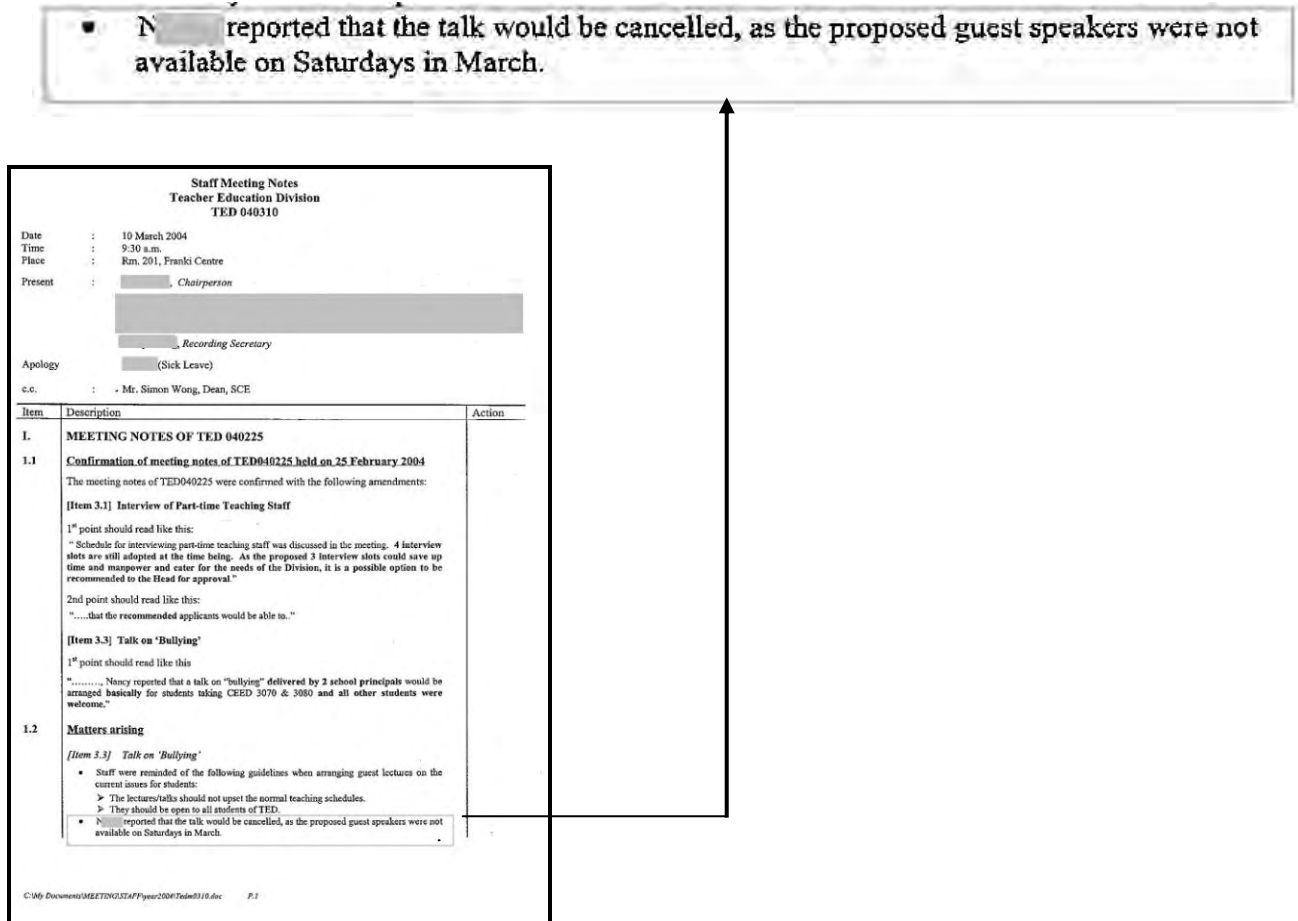 • N reported that the talk would be cancelled, as the proposed guest speakers were not
available on Saturdays in March.
Staff Meeting Notes
Teacher Education Division
TED 040310
Date : 10 March 2004
Time : 9:30 a.m.
Place : Rm. 201, Franki Centre
Present : , Chairperson
, Recording Secretary
Apology (Sick Leave)
c.c. : Mr. Simon Wong, Dean, SCE
Item Description Action
I. MEETING NOTES OF TED 040225
1.1 Confirmation of meeting notes of TED040225 held on 25 February 2004
The meeting notes of TED040225 were confirmed with the following amendments:
[Item 3.1] Interview of Part-time Teaching Staff
1st point should read like this:
" Schedule for interviewing part-time teaching staff was discussed in the meeting. 4 interview
slots are still adopted at the time being. As the proposed 3 interview slots could save up
time and manpower and cater for the needs of the Division, it is a possible option to be
recommended to the Head for approval."
2nd point should read like this:
".....that the recommended applicants would be able to.."
[Item 3.3] Talk on 'Bullying'
1st point should read like this
"........., Nancy reported that a talk on "bullying" delivered by 2 school principals would be
arranged basically for students taking CEED 3070 & 3080 and all other students were
welcome."
1.2 Matters arising
[Item 3.3] Talk on 'Bullying'
• Staff were reminded of the following guidelines when arranging guest lectures on the
current issues for students:
➤ The lectures/talks should not upset the normal teaching schedules.
➤ They should be open to all students of TED.
• N reported that the talk would be cancelled, as the proposed guest speakers were not
available on Saturdays in March.
C:\My Documents\MEETING\STAFF\year2004\Tedm0310.doc P.1